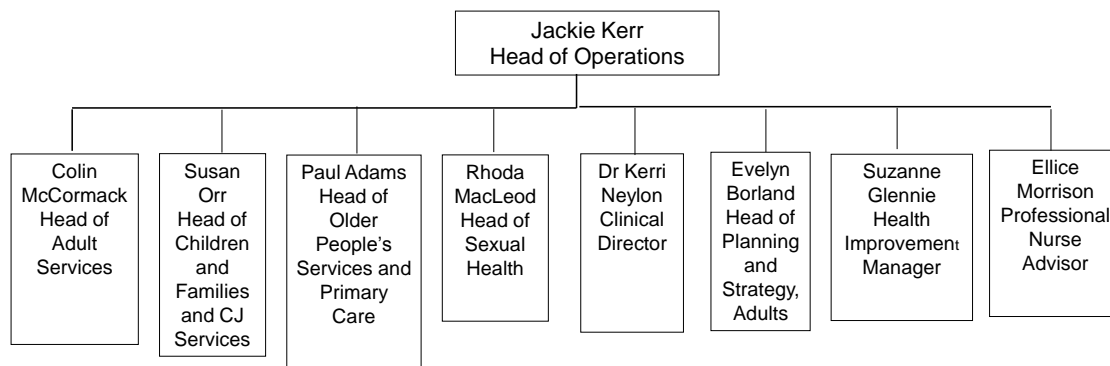 Jackie Kerr
Head of Operations
Colin
McCormack
Head of
Adult
Services
Susan
Orr
Head of
Children
and
Families
and CJ
Services
Paul Adams
Head of
Older
People’s
Services and
Primary
Care
Rhoda
MacLeod
Head of
Sexual
Health
Dr Kerri
Neylon
Clinical
Director
Evelyn
Borland
Head of
Planning
and
Strategy,
Adults
Suzanne
Glennie
Health
Improvement
Manager
Ellice
Morrison
Professional
Nurse
Advisor